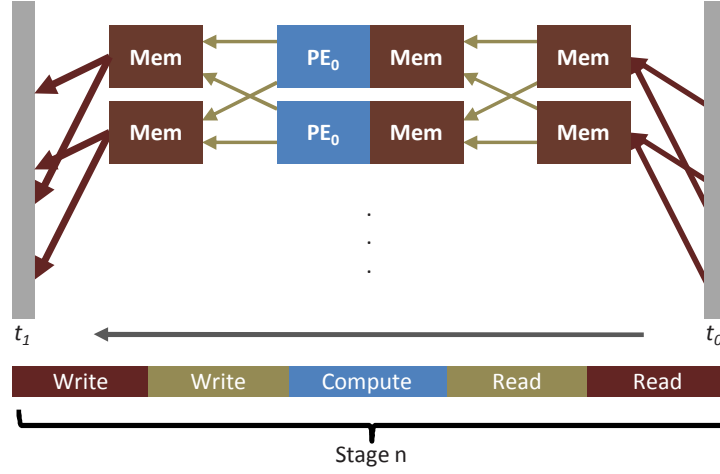 Mem PE₀ Mem Mem
Mem PE₀ Mem Mem
.
.
.
t₁ t₀
Write Write Compute Read Read
Stage n